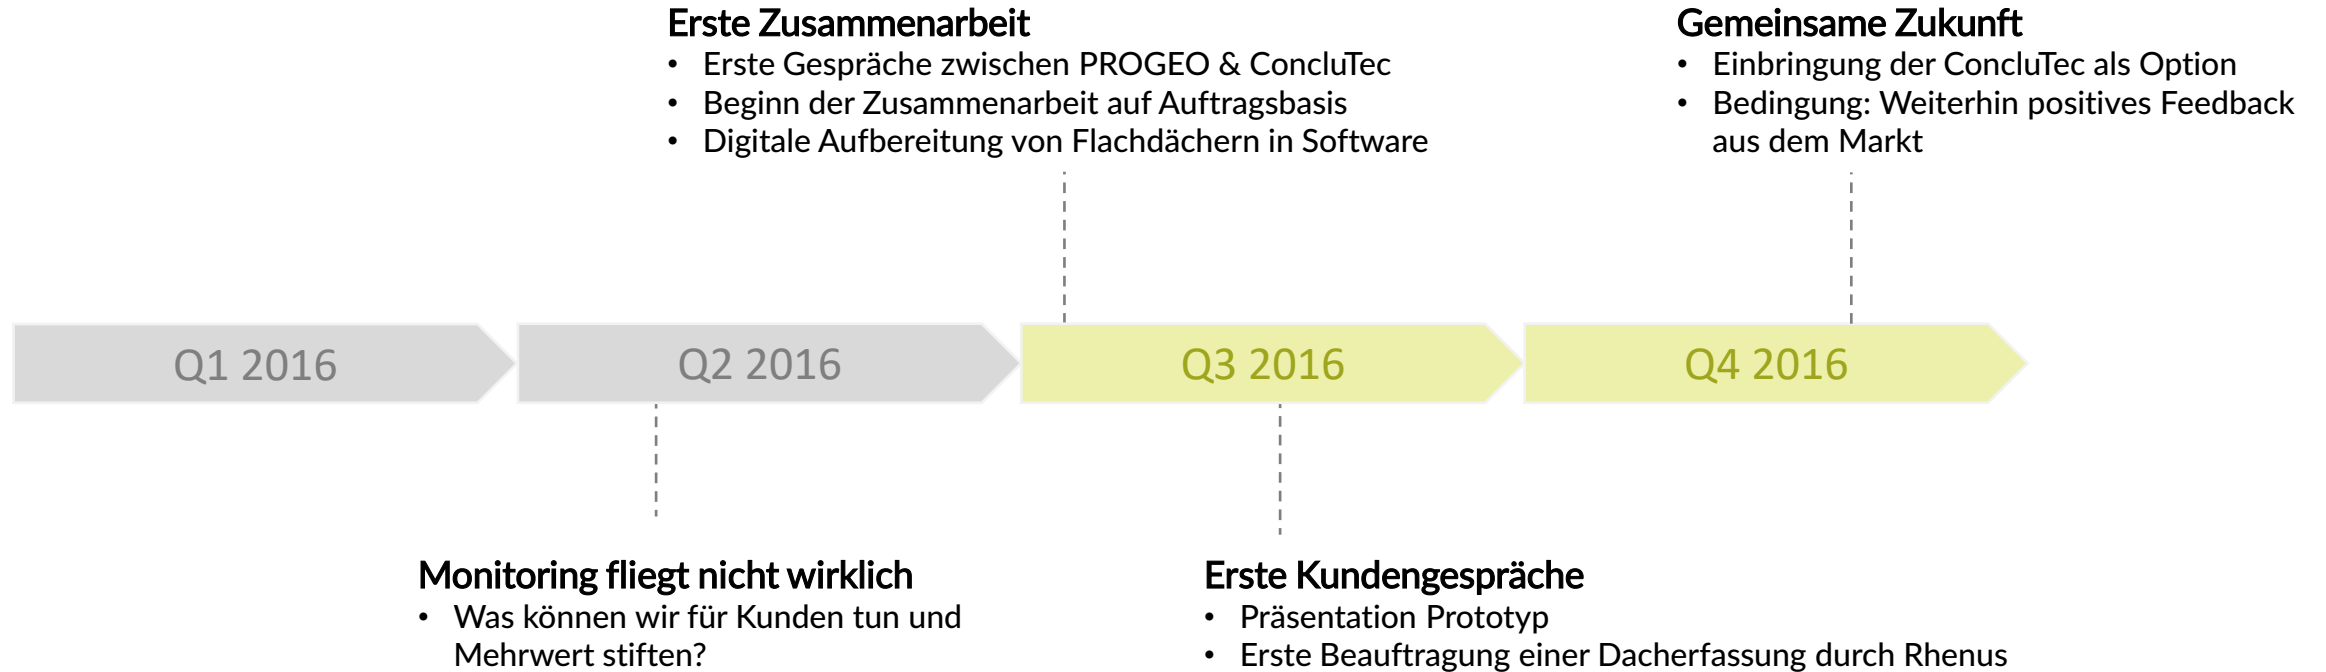 Erste Zusammenarbeit
• Erste Gespräche zwischen PROGEO & ConcluTec
• Beginn der Zusammenarbeit auf Auftragsbasis
• Digitale Aufbereitung von Flachdächern in Software
Gemeinsame Zukunft
• Einbringung der ConcluTec als Option
• Bedingung: Weiterhin positives Feedback
aus dem Markt
Q1 2016
Q2 2016
Q3 2016
Q4 2016
Monitoring fliegt nicht wirklich
• Was können wir für Kunden tun und
Mehrwert stiften?
Erste Kundengespräche
• Präsentation Prototyp
• Erste Beauftragung einer Dacherfassung durch Rhenus